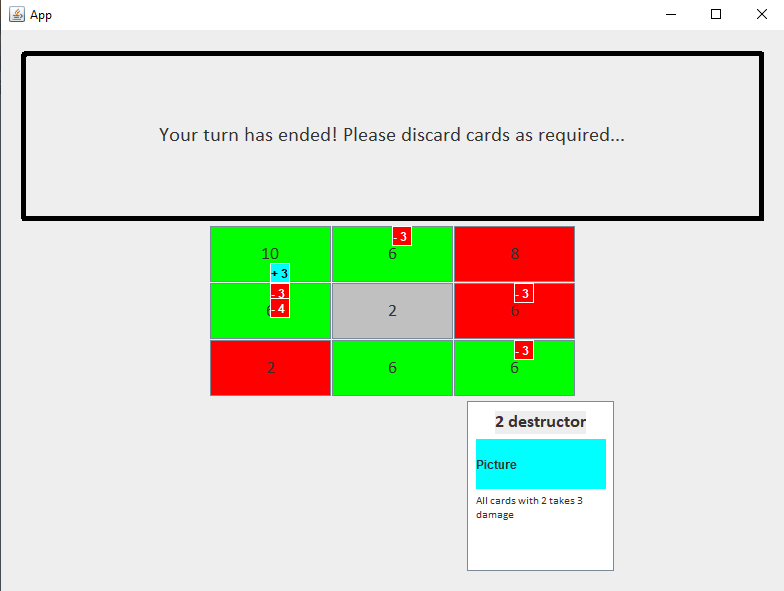 App
Your turn has ended! Please discard cards as required...
10
+ 3
- 3
6
8
- 3
- 4
2
- 3
6
2
6
- 3
6
2 destructor
Picture
All cards with 2 takes 3
damage